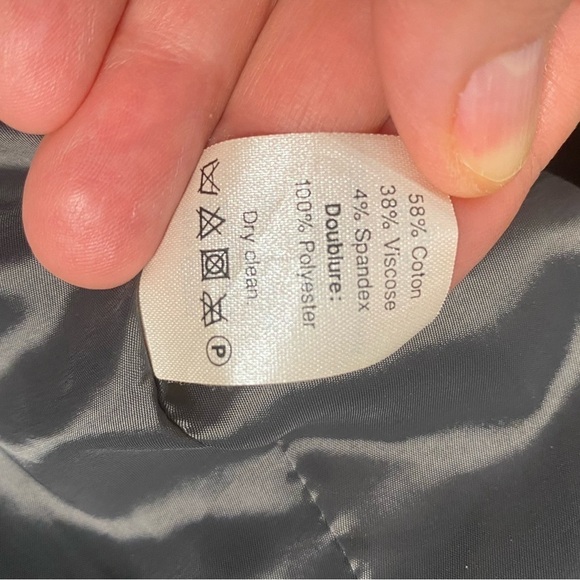 58% Coton
38% Viscose
4% Spandex
Doublure:
100% Polyester
Dry clean.
P